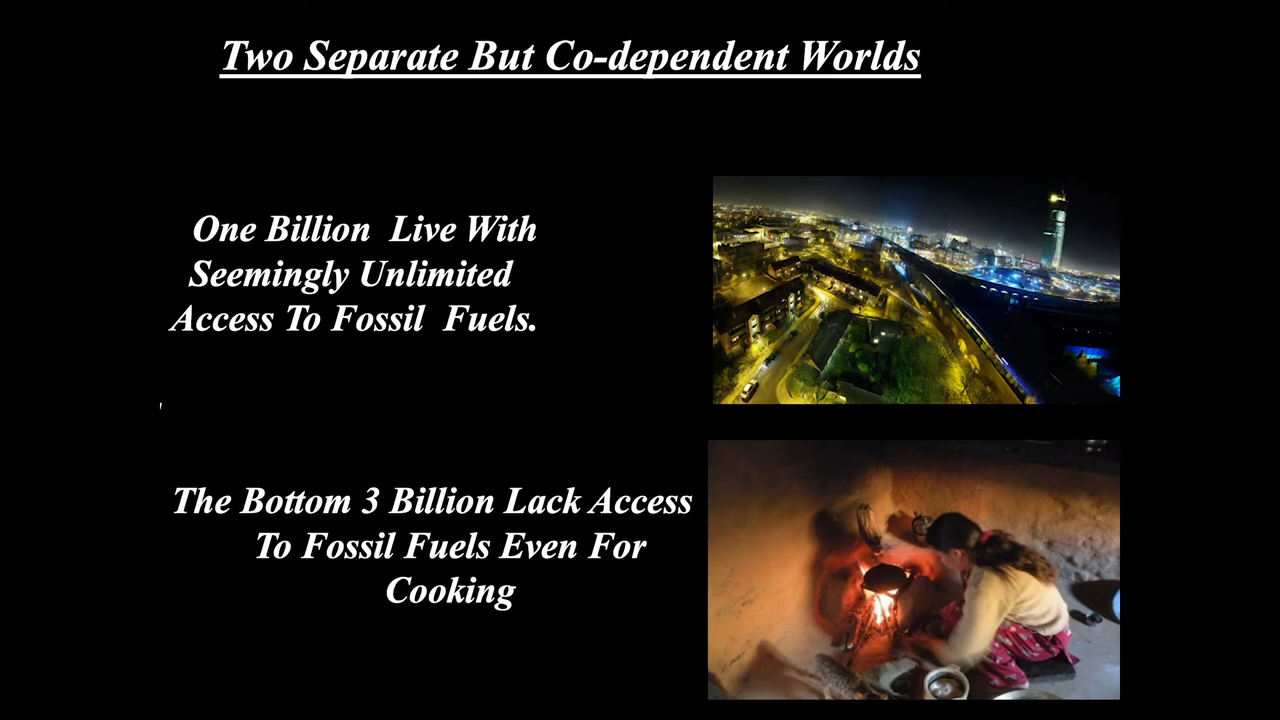 Two Separate But Co-dependent Worlds
One Billion Live With
Seemingly Unlimited
Access To Fossil Fuels.
The Bottom 3 Billion Lack Access
To Fossil Fuels Even For
Cooking